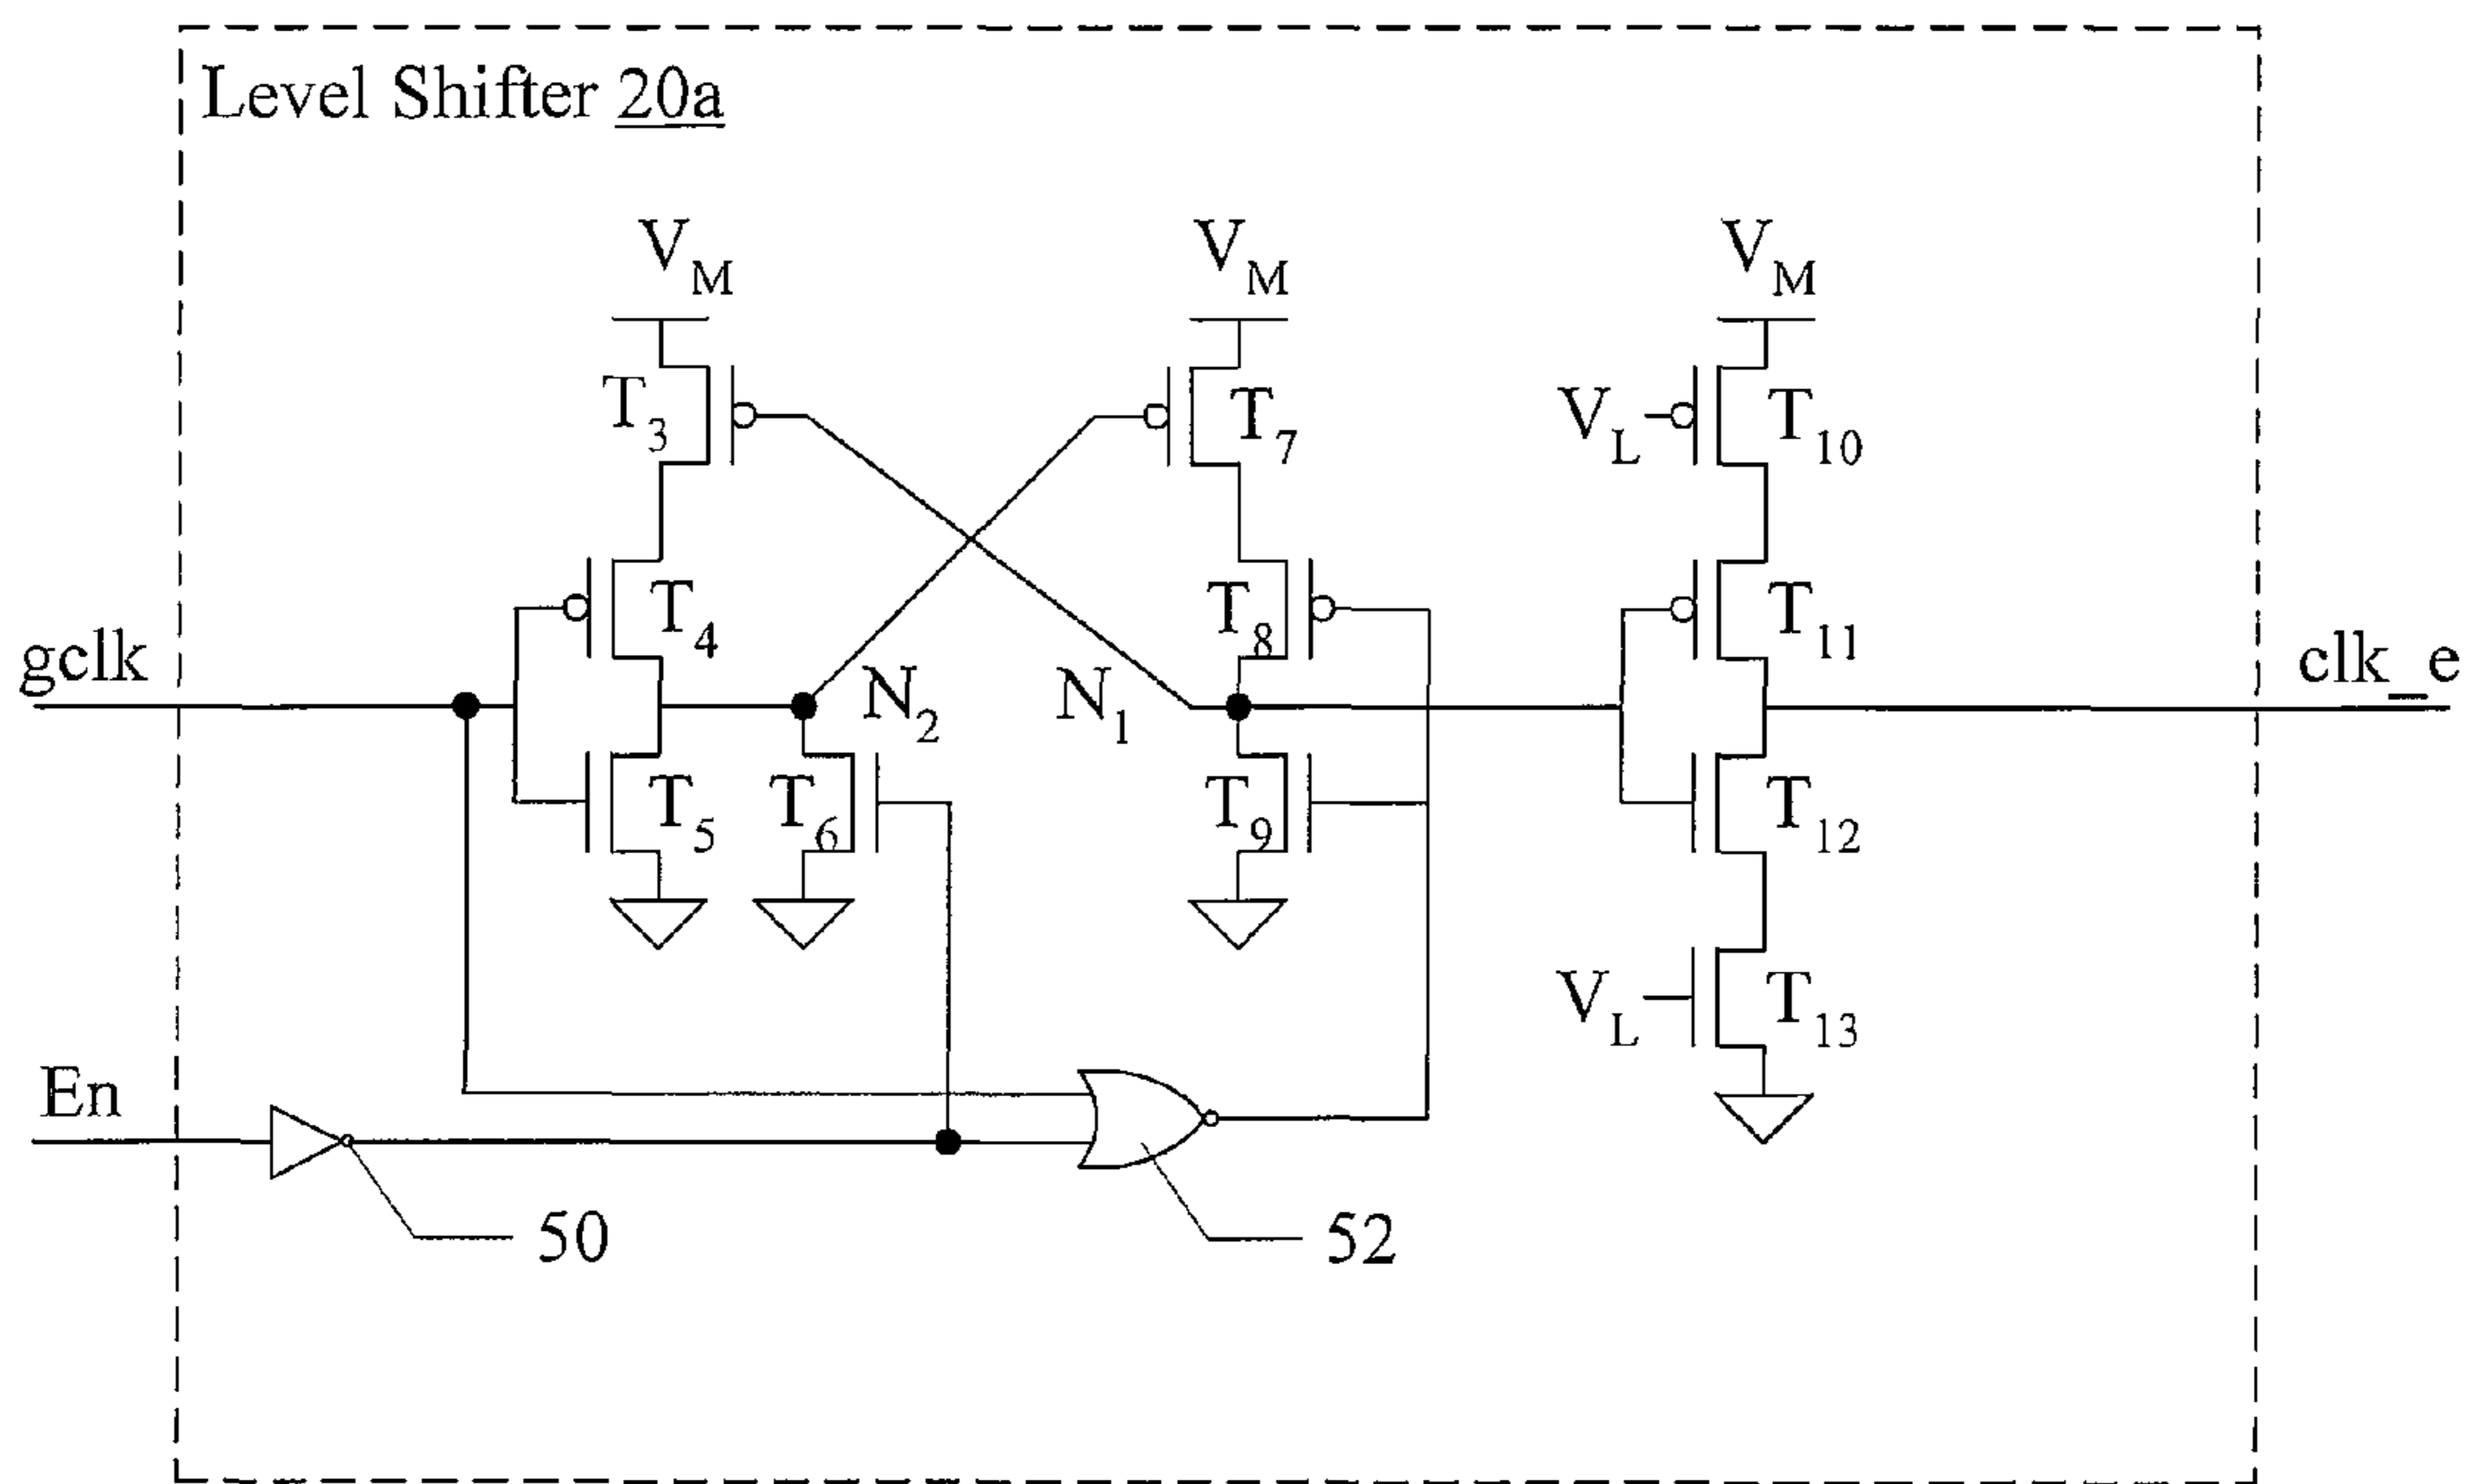 Level Shifter 20a
V_M V_M V_M
T_3 T_7 V_L T_10
T_4 T_8 T_11
gclk N_2 N_1 clk_e
T_5 T_6 T_9 T_12
V_L T_13
En
50 52